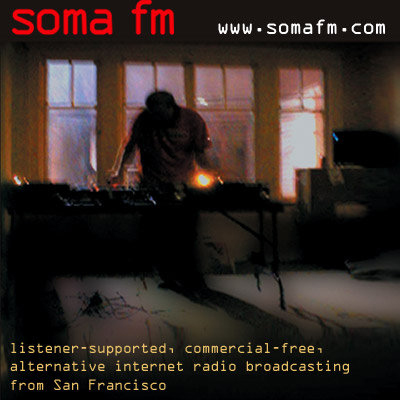 soma fm
www.somafm.com
listener-supported, commercial-free,
alternative internet radio broadcasting
from San Francisco